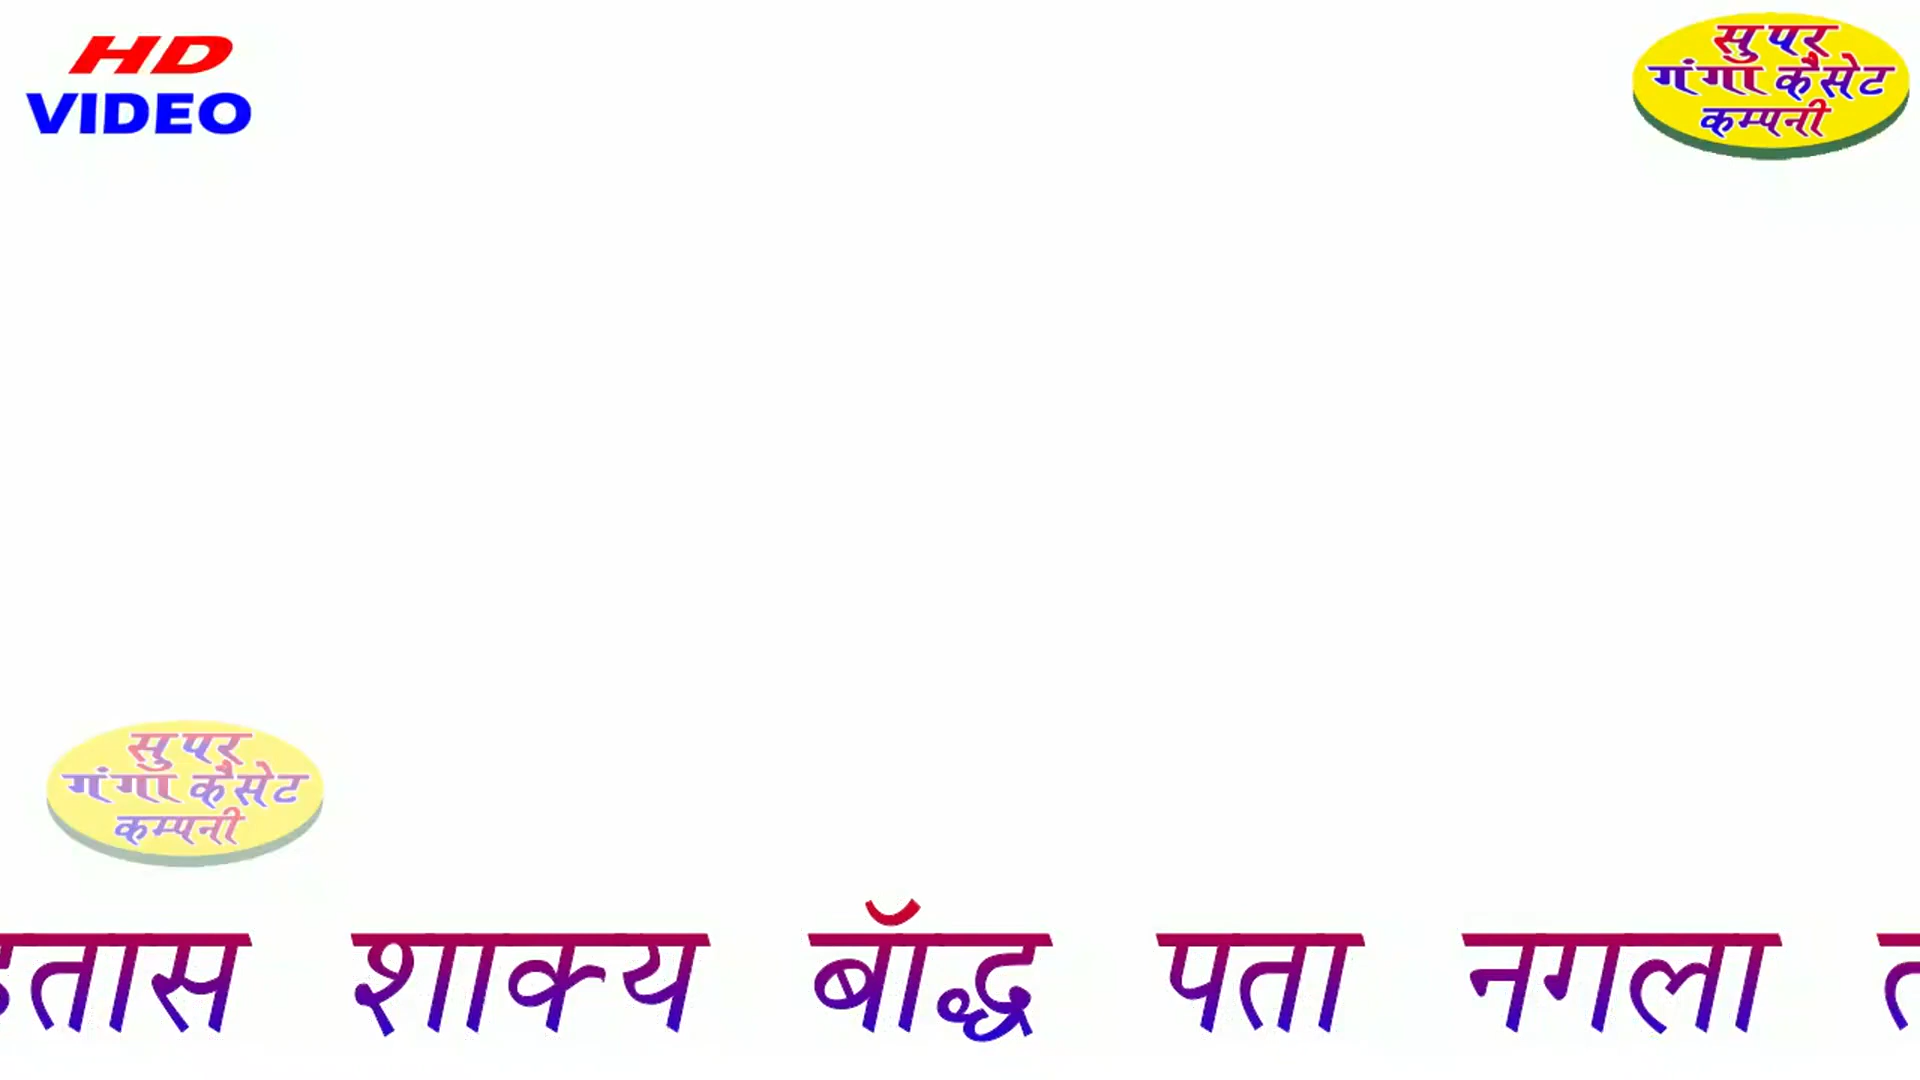 HD
VIDEO
सुपर
गंगा कैसेट
कम्पनी
सुपर
गंगा कैसेट
कम्पनी
शाक्य बॉद्ध पता नगला